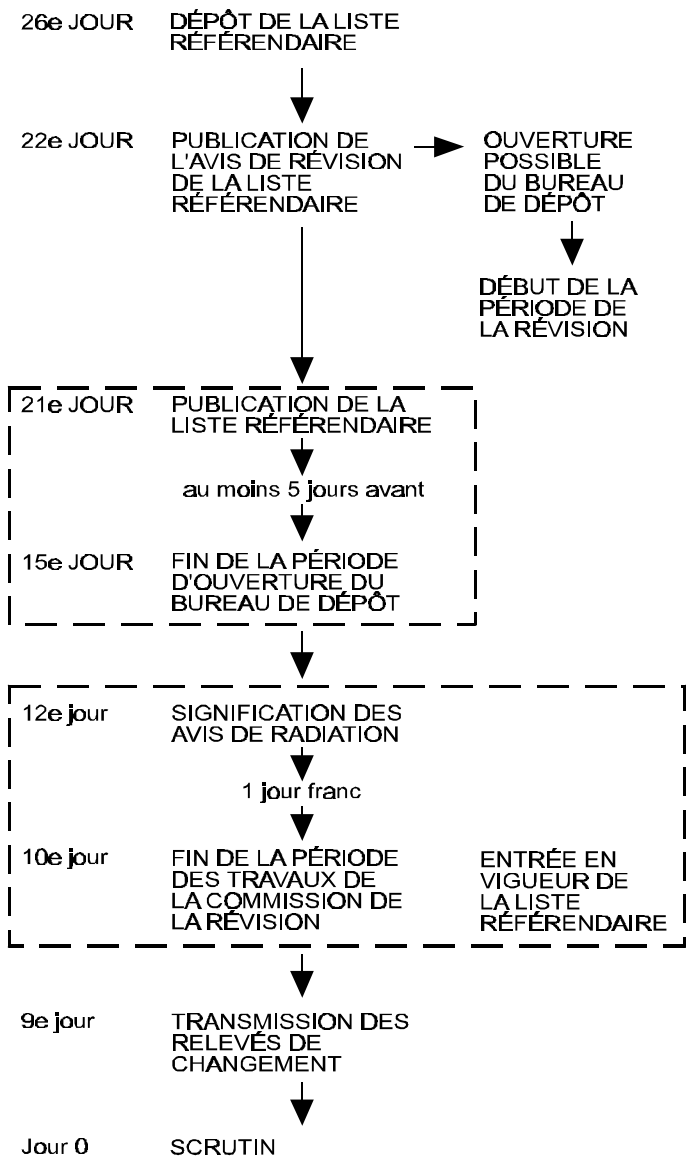 26e JOUR DÉPÔT DE LA LISTE
RÉFÉRENDAIRE
22e JOUR PUBLICATION DE
L'AVIS DE RÉVISION
DE LA LISTE
RÉFÉRENDAIRE
OUVERTURE
POSSIBLE
DU BUREAU
DE DÉPÔT
DÉBUT DE LA
PÉRIODE DE
LA RÉVISION
21e JOUR PUBLICATION DE LA
LISTE RÉFÉRENDAIRE
au moins 5 jours avant
15e JOUR FIN DE LA PÉRIODE
D'OUVERTURE DU
BUREAU DE DÉPÔT
12e jour SIGNIFICATION DES
AVIS DE RADIATION
1 jour franc
10e jour FIN DE LA PÉRIODE
DES TRAVAUX DE
LA COMMISSION DE
LA RÉVISION
ENTRÉE EN
VIGUEUR DE
LA LISTE
RÉFÉRENDAIRE
9e jour TRANSMISSION DES
RELEVÉS DE
CHANGEMENT
Jour 0 SCRUTIN